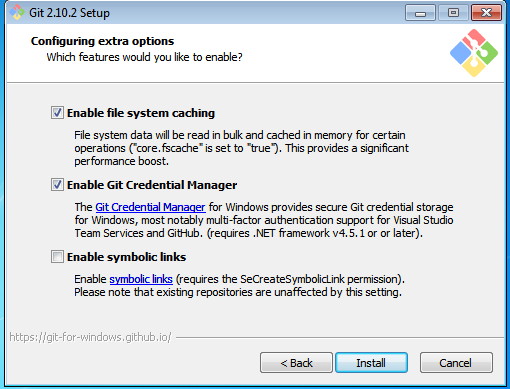 Git 2.10.2 Setup
Configuring extra options
Which features would you like to enable?
Enable file system caching
File system data will be read in bulk and cached in memory for certain
operations ("core.fscache" is set to "true"). This provides a significant
performance boost.
Enable Git Credential Manager
The Git Credential Manager for Windows provides secure Git credential storage
for Windows, most notably multi-factor authentication support for Visual Studio
Team Services and GitHub. (requires .NET framework v4.5.1 or or later).
Enable symbolic links
Enable symbolic links (requires the SeCreateSymbolicLink permission).
Please note that existing repositories are unaffected by this setting.
https://git-for-windows.github.io/
< Back
Install
Cancel